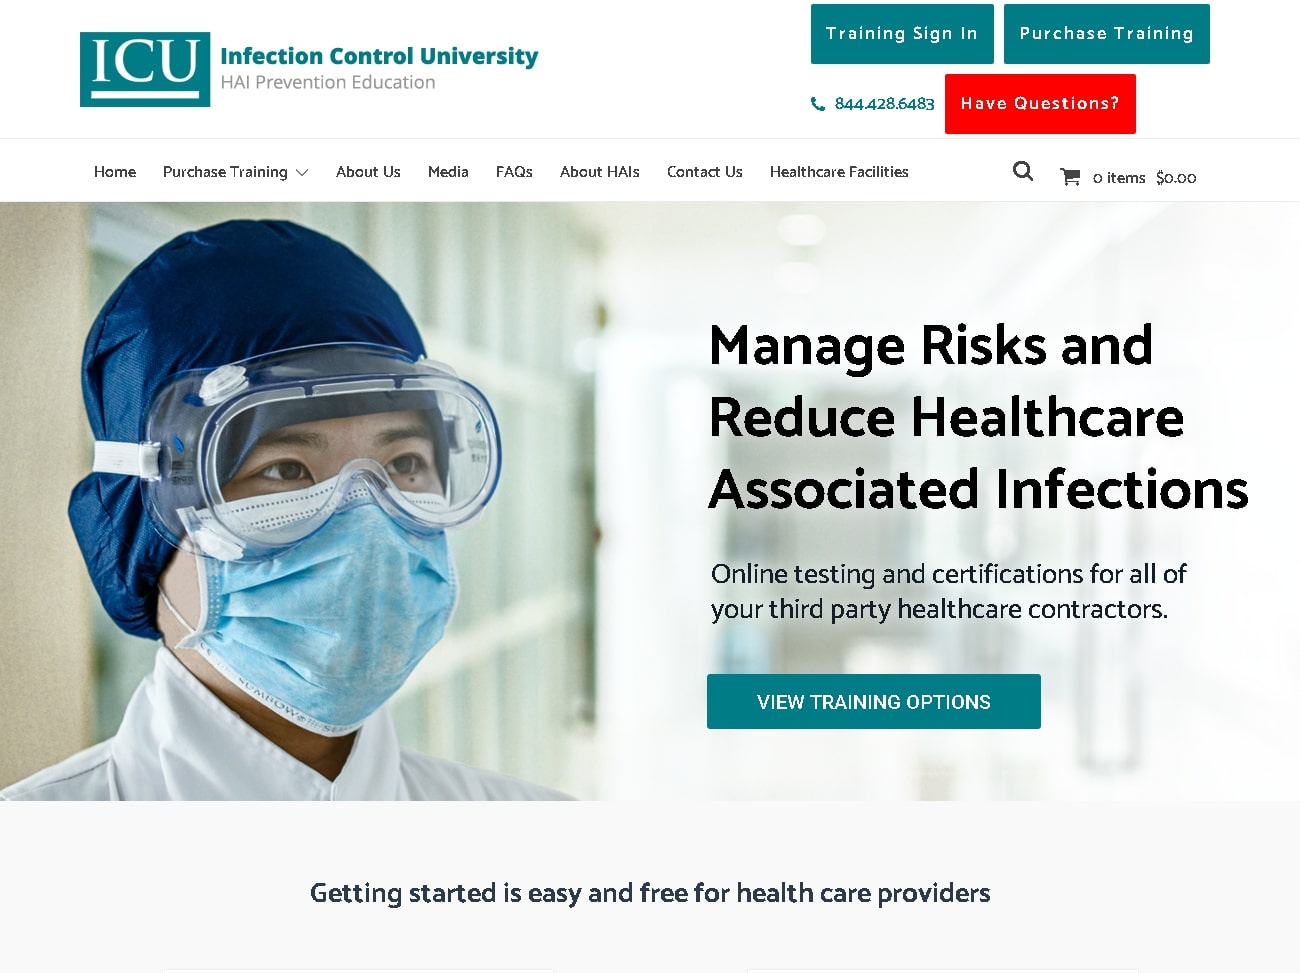 ICU
Infection Control University
HAI Prevention Education
Training Sign In
Purchase Training
844.428.6483
Have Questions?
Home
Purchase Training
About Us
Media
FAQs
About HAIs
Contact Us
Healthcare Facilities
0 items $0.00
Manage Risks and
Reduce Healthcare
Associated Infections
Online testing and certifications for all of
your third party healthcare contractors.
VIEW TRAINING OPTIONS
SUMBOW
Getting started is easy and free for health care providers